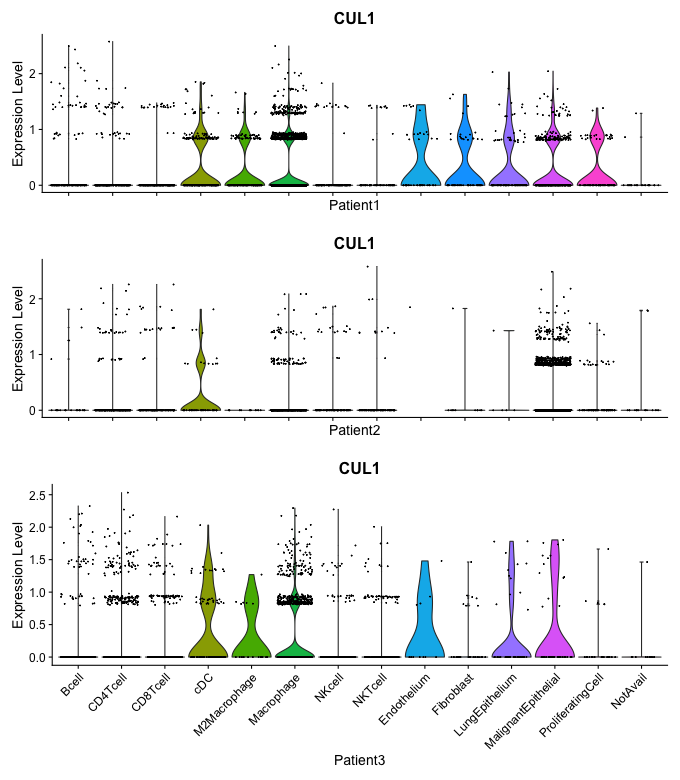 CUL1
Expression Level
2
1
0
Patient1
CUL1
Expression Level
2
1
0
Patient2
CUL1
Expression Level
2.5
2.0
1.5
1.0
0.5
0.0
Bcell
CD4Tcell
CD8Tcell
cDC
M2Macrophage
Macrophage
NKcell
NKTcell
Endothelium
Fibroblast
LungEpithelium
MalignantEpithelial
ProliferatingCell
NotAvail
Patient3